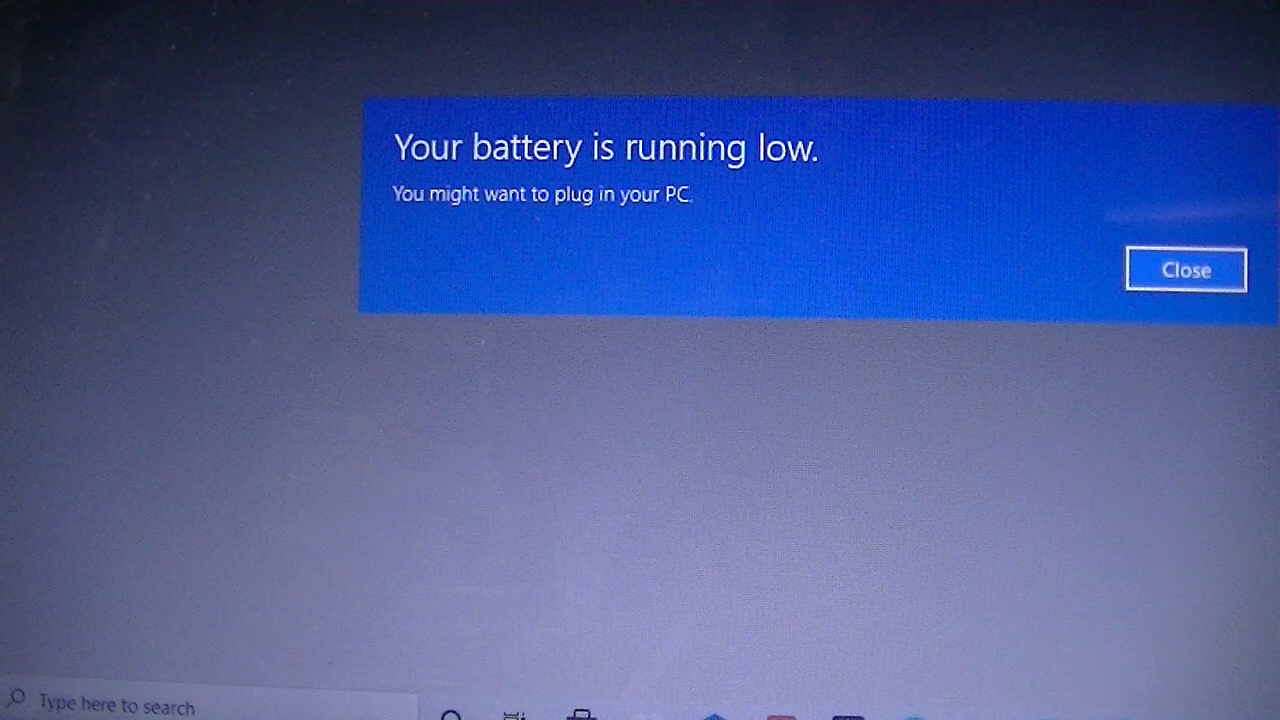 Your battery is running low.
You might want to plug in your PC.
Close
Type here to search